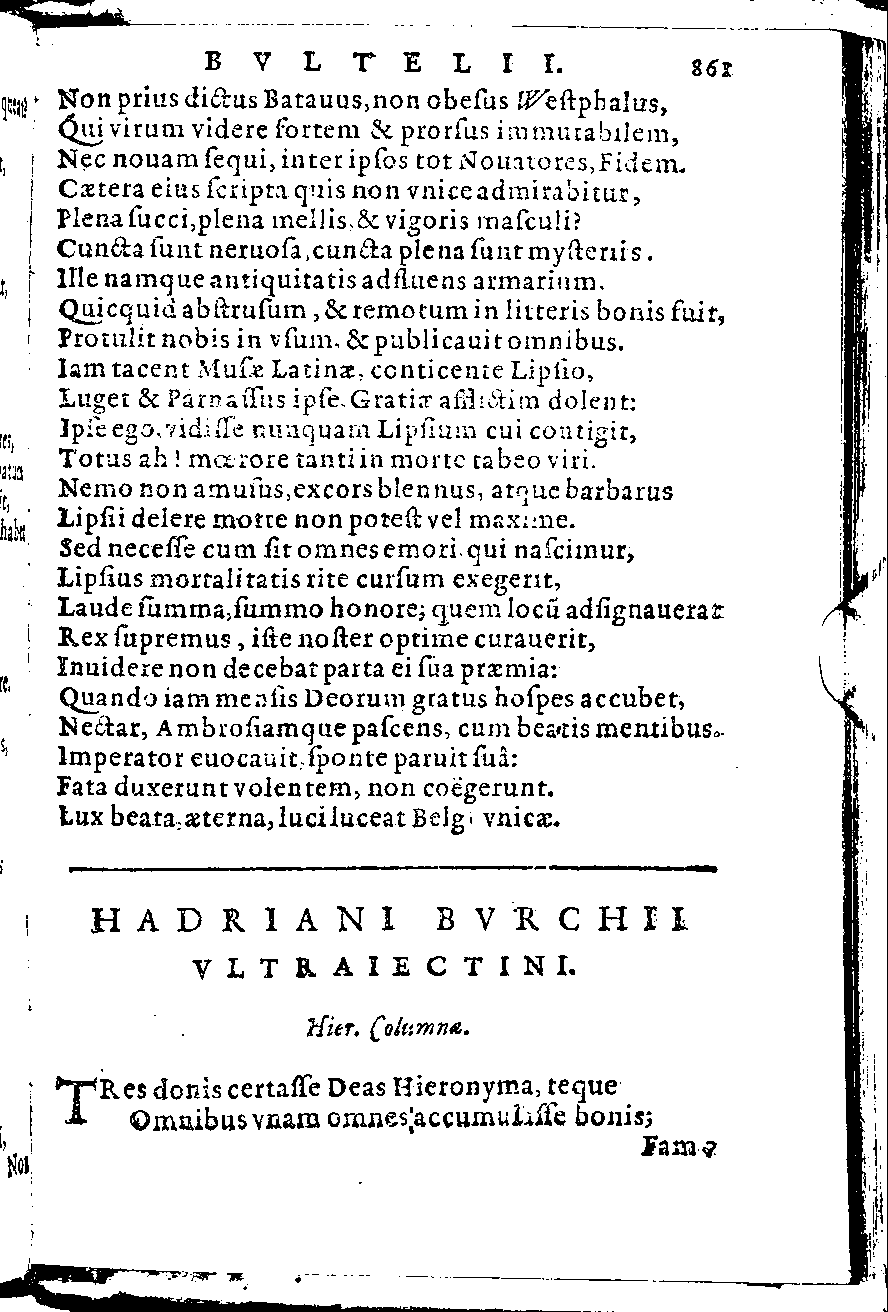 BVLTELII. 861
Non prius dictus Batauus, non obesus Westphalus,
Qui virum videre fortem & prorsus immutabilem,
Nec nouam sequi, inter ipsos tot Nouatores, Fidem.
Cætera eius scripta quis non vnice admirabitur,
Plena succi, plena mellis, & vigoris masculi?
Cuncta sunt neruosa, cuncta plena sunt mysteriis.
Ille namque antiquitatis adfluens armarium.
Quicquid abstrusum, & remotum in litteris bonis fuit,
Protulit nobis in vsum, & publicauit omnibus.
Iam tacent Musæ Latinæ, conticente Lipsio,
Luget & Parnassus ipse, Gratiæ afflictim dolent:
Ipse ego, vidisse nunquam Lipsium cui contigit,
Totus ah! mœrore tanti in morte tabeo viri.
Nemo non amusus, excors blennus, atque barbarus
Lipsii delere morte non potest vel maxime.
Sed necesse cum sit omnes emori, qui nascimur,
Lipsius mortalitatis rite cursum exegerit,
Laude summa, summo honore; quem locū adsignauerat
Rex supremus, iste noster optime curauerit,
Inuidere non decebat parta ei sua præmia:
Quando iam mensis Deorum gratus hospes accubet,
Nectar, Ambrosiamque pascens, cum beatis mentibus.
Imperator euocauit, sponte paruit suâ:
Fata duxerunt volentem, non coëgerunt.
Lux beata, æterna, luci luceat Belgi vnicæ.
HADRIANI BVRCHII
VLTRAIECTINI.
Hier. Columnæ.
TRes donis certasse Deas Hieronyma, teque
Omnibus vnam omnes accumulasse bonis;
Fama